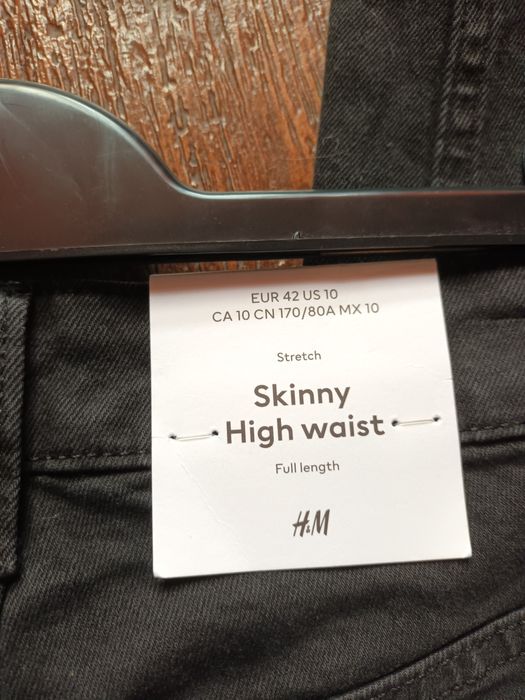 EUR 42 US 10
CA 10 CN 170/80A MX 10
Stretch
Skinny
High waist
Full length
H&M